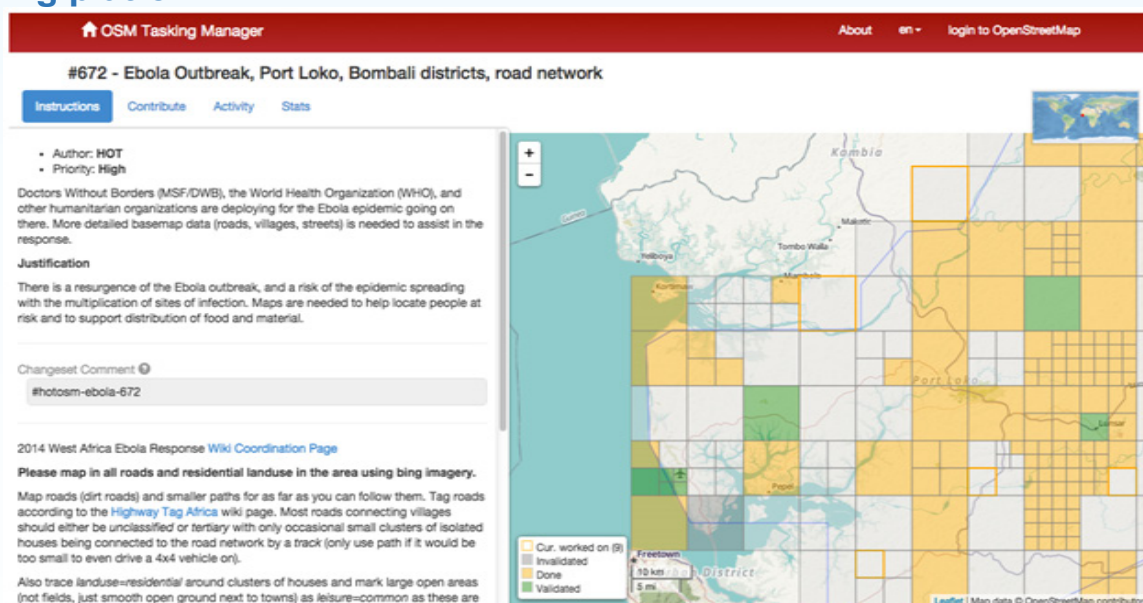 OSM Tasking Manager
About en login to OpenStreetMap
#672 - Ebola Outbreak, Port Loko, Bombali districts, road network
Instructions Contribute Activity Stats
• Author: HOT
• Priority: High
Doctors Without Borders (MSF/DWB), the World Health Organization (WHO), and
other humanitarian organizations are deploying for the Ebola epidemic going on
there. More detailed basemap data (roads, villages, streets) is needed to assist in the
response.
Justification
There is a resurgence of the Ebola outbreak, and a risk of the epidemic spreading
with the multiplication of sites of infection. Maps are needed to help locate people at
risk and to support distribution of food and material.
Changeset Comment
#hotosm-ebola-672
2014 West Africa Ebola Response Wiki Coordination Page
Please map in all roads and residential landuse in the area using bing imagery.
Map roads (dirt roads) and smaller paths for as far as you can follow them. Tag roads
according to the Highway Tag Africa wiki page. Most roads connecting villages
should either be unclassified or tertiary with only occasional small clusters of isolated
houses being connected to the road network by a track (only use path if it would be
too small to even drive a 4x4 vehicle on).
Also trace landuse=residential around clusters of houses and mark large open areas
(not fields, just smooth open ground next to towns) as leisure=common as these are
+
-
Kambia
Guinea
Makotic
Tombo Walla
Yeliboya
Mambolo
Kortimaw
Port Loko
Lunsar
Pepel
Cur. worked on (9)
Invalidated
Done
Validated
Freetown
10 km
5 mi
District
Leaflet | Map data © OpenStreetMap contributors